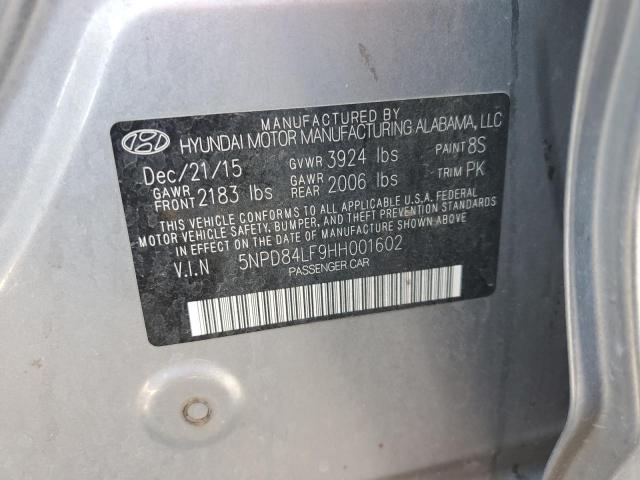 MANUFACTURED BY
HYUNDAI MOTOR MANUFACTURING ALABAMA, LLC
Dec/21/15 GVWR 3924 lbs PAINT 8S
GAWR FRONT 2183 lbs GAWR REAR 2006 lbs TRIM PK
THIS VEHICLE CONFORMS TO ALL APPLICABLE U.S.A. FEDERAL
MOTOR VEHICLE SAFETY, BUMPER, AND THEFT PREVENTION
STANDARDS IN EFFECT ON THE DATE OF MANUFACTURE SHOWN ABOVE
V.I.N 5NPD84LF9HH001602
PASSENGER CAR